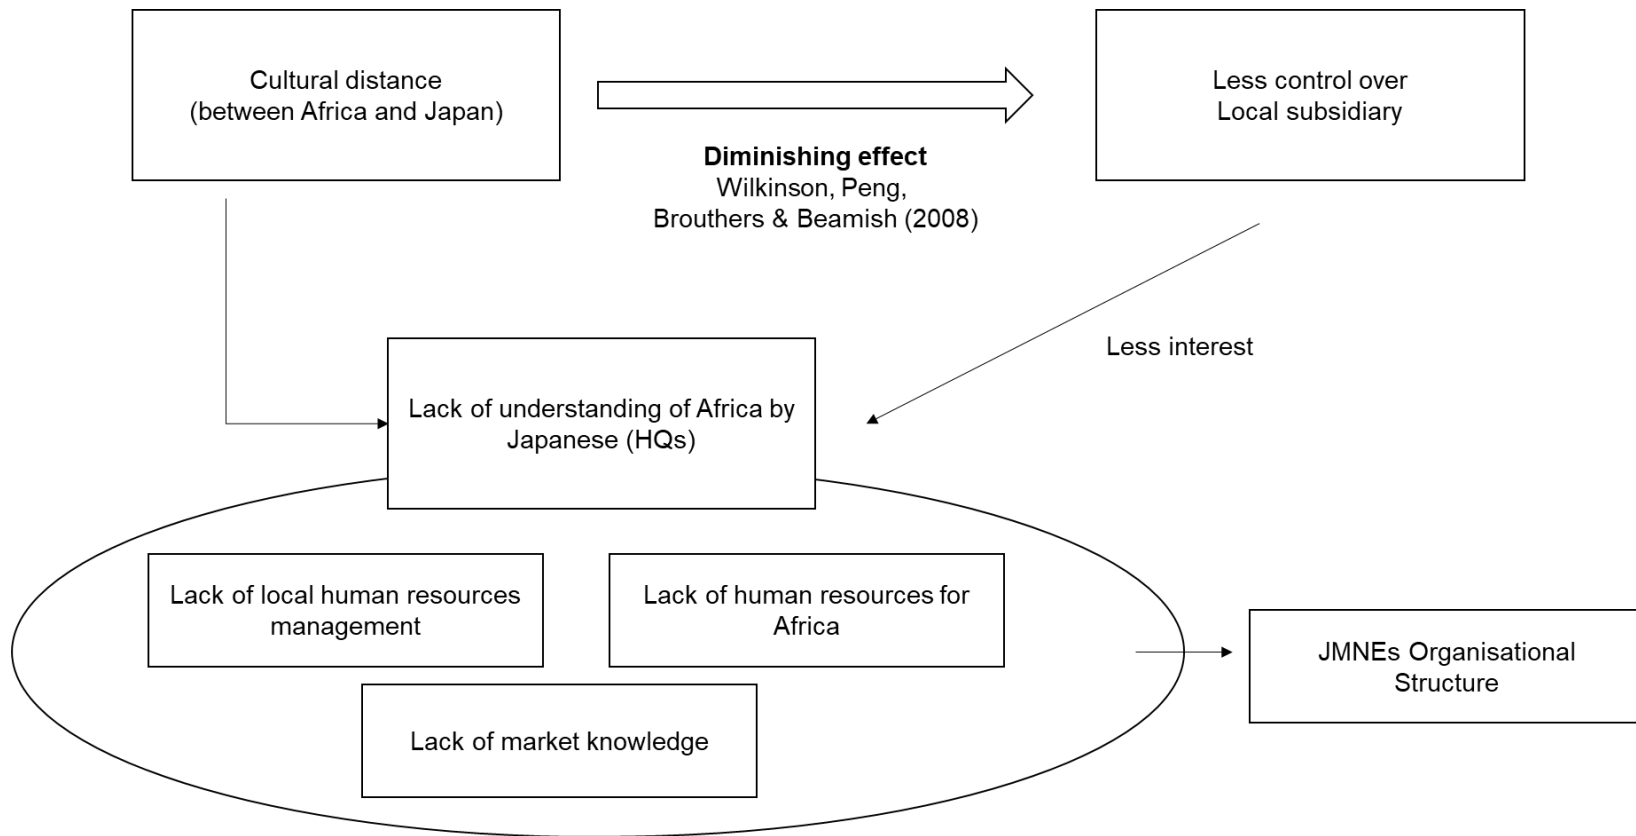 Cultural distance
(between Africa and Japan)
Less control over
Local subsidiary
Diminishing effect
Wilkinson, Peng,
Brouthers & Beamish (2008)
Less interest
Lack of understanding of Africa by
Japanese (HQs)
Lack of local human resources
management
Lack of human resources for
Africa
Lack of market knowledge
JMNEs Organisational
Structure